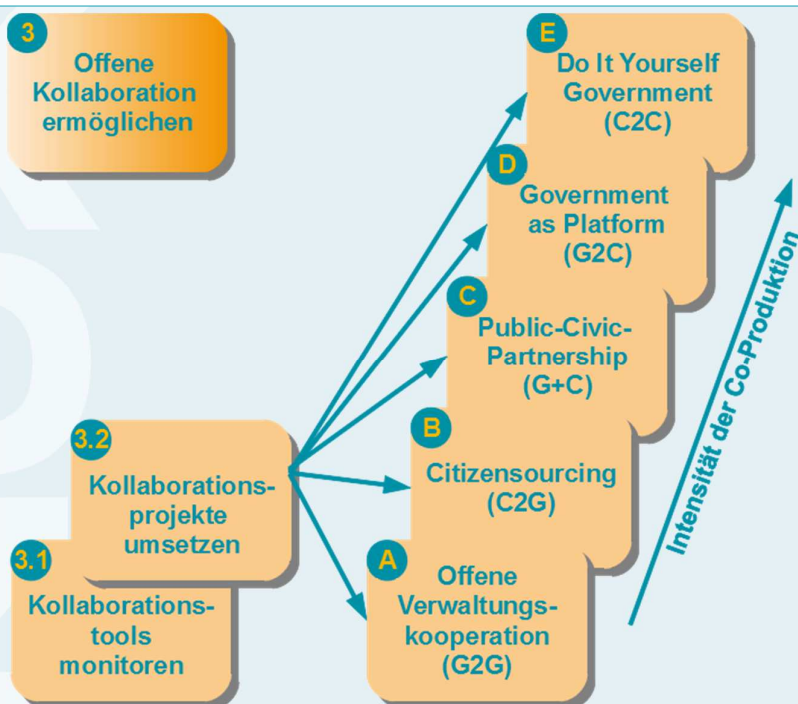 3
Offene
Kollaboration
ermöglichen
3.2
Kollaborations-
projekte
umsetzen
3.1
Kollaborations-
tools
monitoren
E
Do It Yourself
Government
(C2C)
D
Government
as Platform
(G2C)
C
Public-Civic-
Partnership
(G+C)
B
Citizensourcing
(C2G)
A
Offene
Verwaltungs-
kooperation
(G2G)
Intensität der Co-Produktion